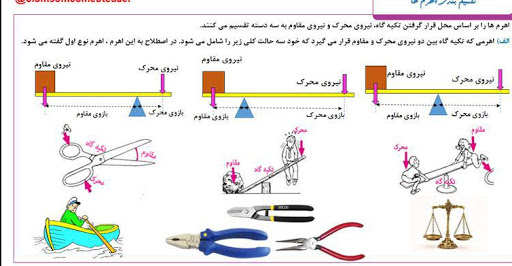 تقسیم بندی اهرم ها
اهرم ها را بر اساس محل قرار گرفتن تکیه گاه، نیروی محرک و نیروی مقاوم به سه دسته تقسیم می کنند.
الف) اهرمی که تکیه گاه بین دو نیروی محرک و مقاوم قرار می گیرد که خود سه حالت کلی زیر را شامل می شود. در اصطلاح به این اهرم ، اهرم نوع اول گفته می شود.
نیروی مقاوم
نیروی محرک
بازوی محرک
بازوی مقاوم
نیروی مقاوم
نیروی محرک
بازوی محرک
بازوی مقاوم
نیروی مقاوم
نیروی محرک
بازوی محرک
بازوی مقاوم
مقاوم
محرک
تکیه گاه
محرک
مقاوم
تکیه گاه
تکیه گاه
مقاوم
محرک